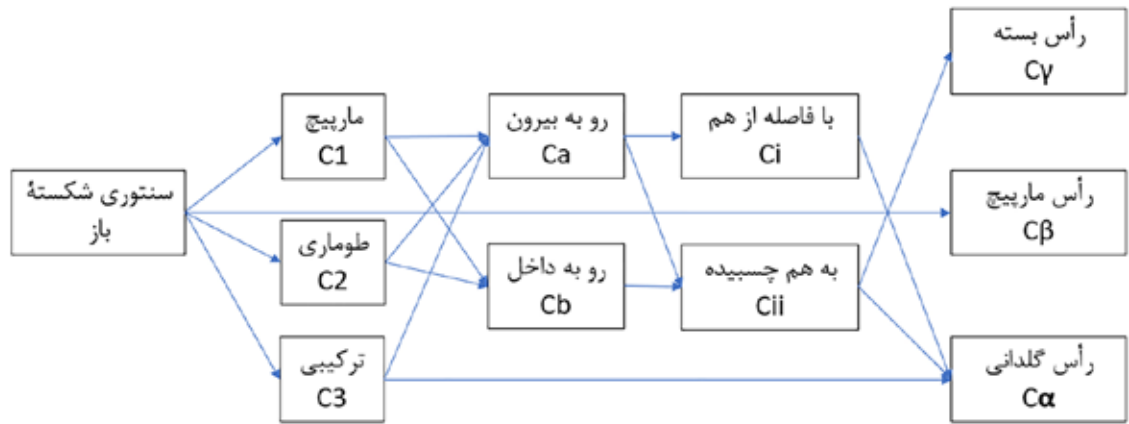 سنتوری شکستهٔ
باز
مارپیچ
C1
طوماری
C2
ترکیبی
C3
رو به بیرون
Ca
رو به داخل
Cb
با فاصله از هم
Ci
به هم چسبیده
Cii
رأس بسته
Cγ
رأس مارپیچ
Cβ
رأس گلدانی
Cα